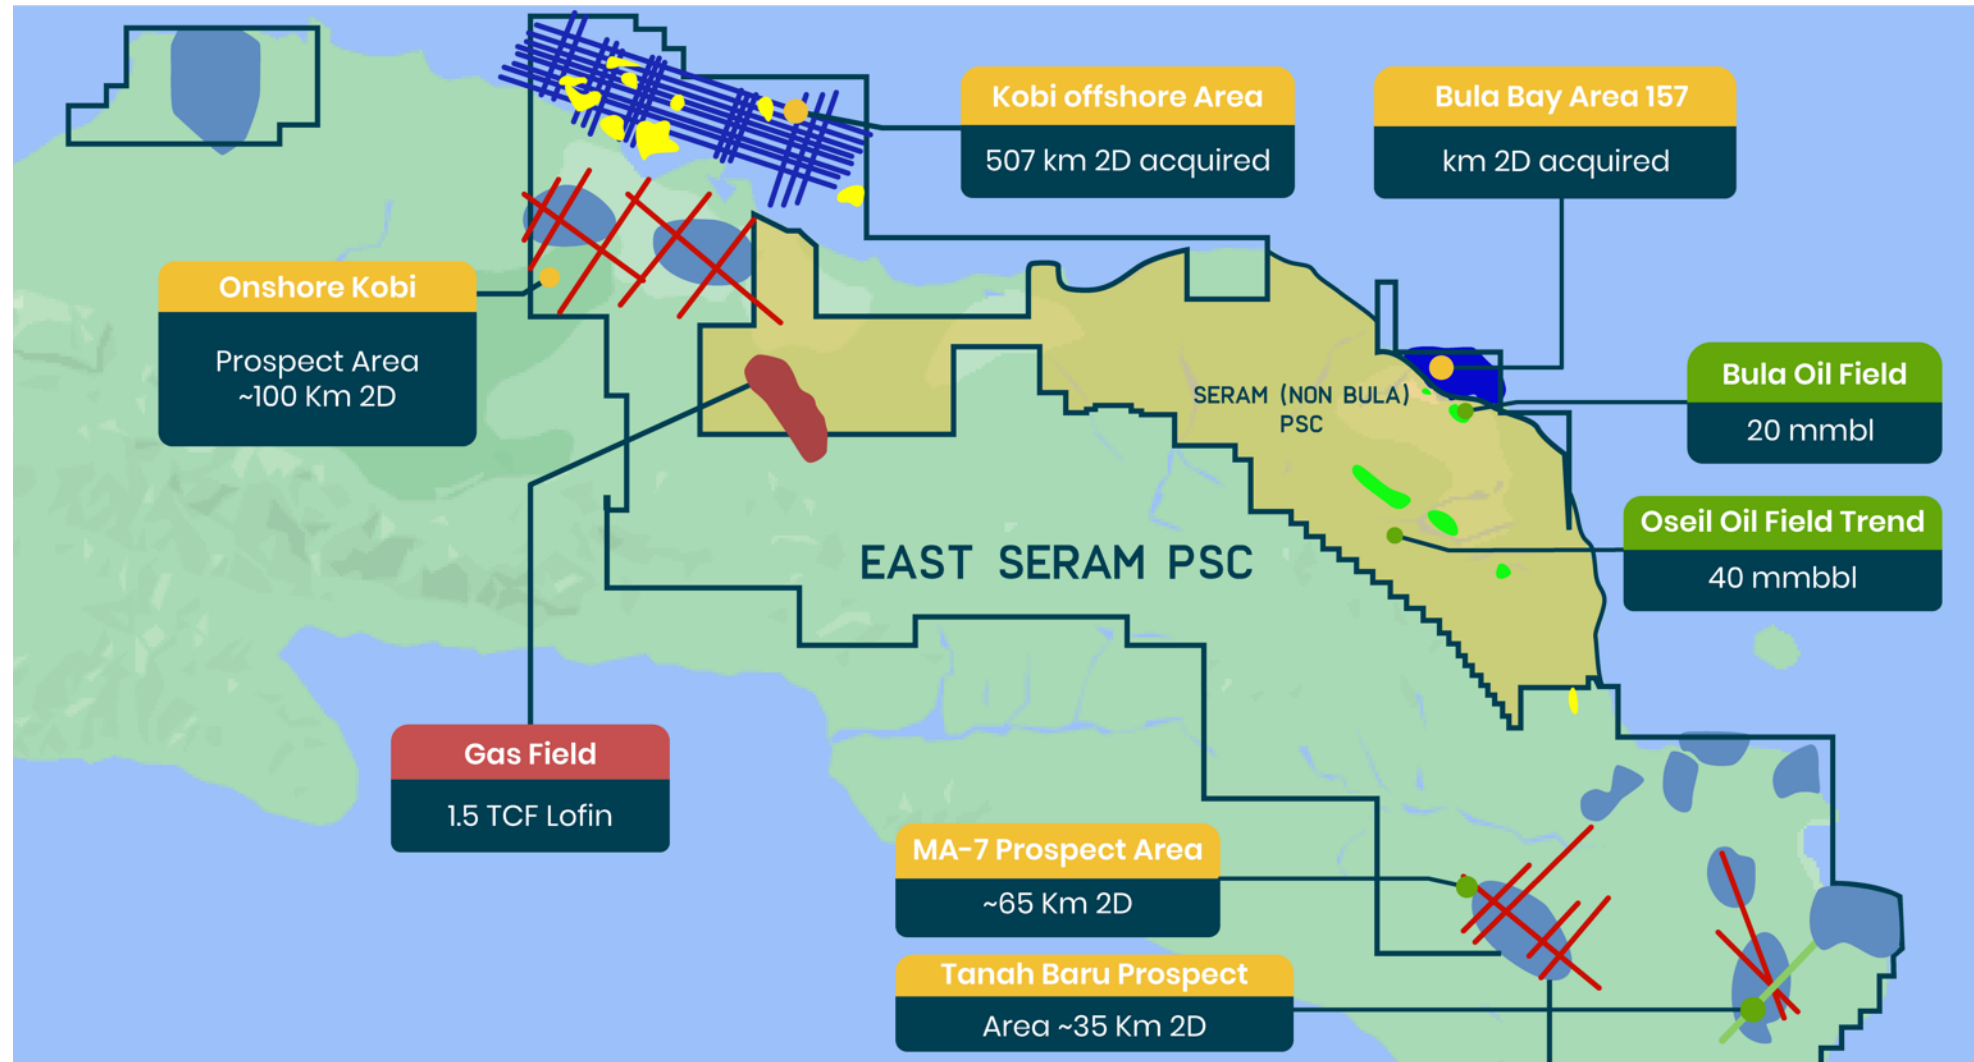 Kobi offshore Area
507 km 2D acquired
Bula Bay Area 157
km 2D acquired
Onshore Kobi
Prospect Area
~100 Km 2D
SERAM (NON BULA)
PSC
Bula Oil Field
20 mmbl
Oseil Oil Field Trend
40 mmbbl
EAST SERAM PSC
Gas Field
1.5 TCF Lofin
MA-7 Prospect Area
~65 Km 2D
Tanah Baru Prospect
Area ~35 Km 2D